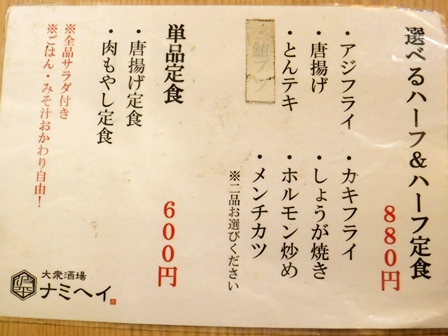 選べるハーフ&ハーフ定食
880円
・アジフライ
・カキフライ
・唐揚げ
・しょうが焼き
・とんテキ
・ホルモン炒め
・メンチカツ
※二品お選びください
単品定食
600円
・唐揚げ定食
・肉もやし定食
※全品サラダ付き
※ごはん・みそ汁おかわり自由!
大衆酒場
ナミヘイ